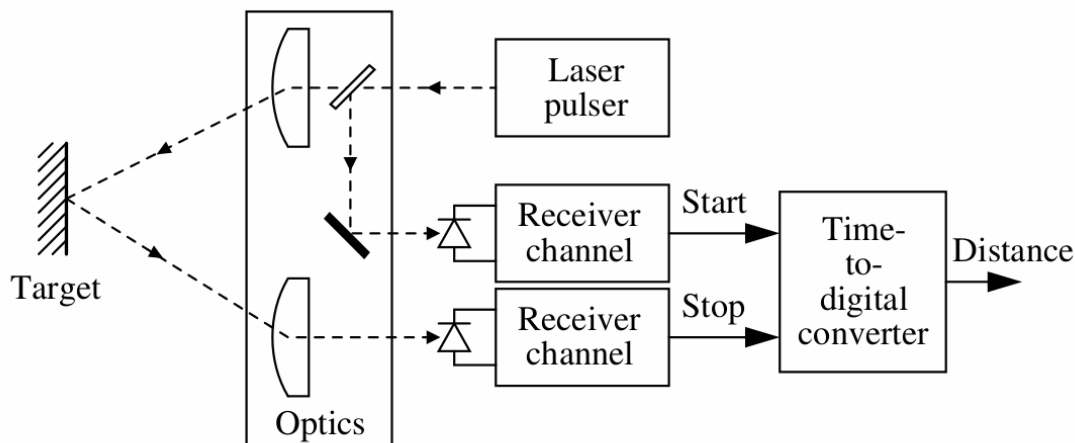 Laser
pulser
Receiver
channel
Start
Time-
to-
digital
converter
Distance
Target
Receiver
channel
Stop
Optics